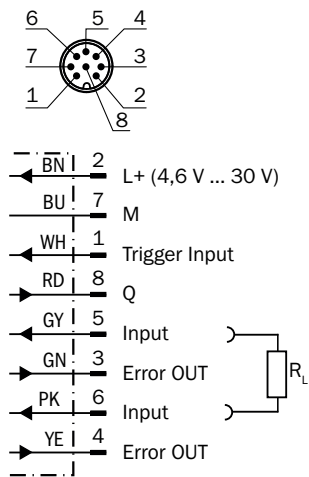 6 5 4
7 3
1 2
8
BN 2 L+ (4,6 V ... 30 V)
BU 7 M
WH 1 Trigger Input
RD 8 Q
GY 5 Input
GN 3 Error OUT
PK 6 Input
YE 4 Error OUT
RL